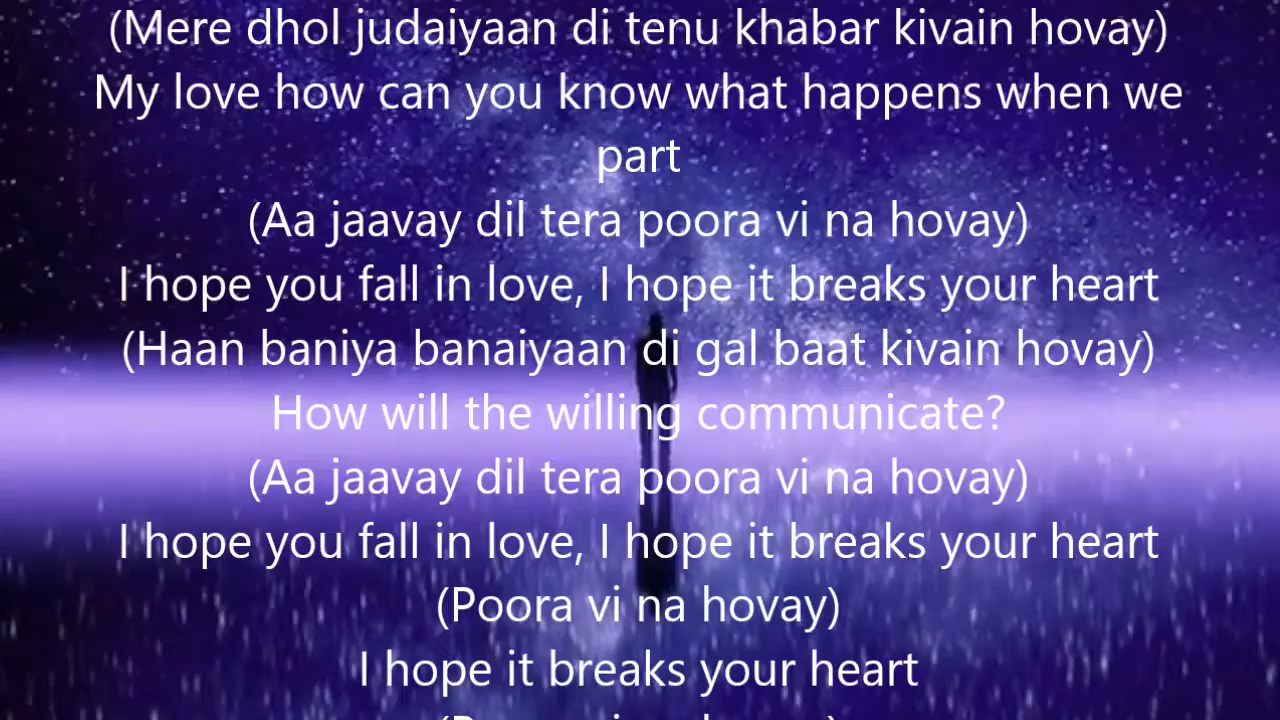 (Mere dhol judaiyaan di tenu khabar kivain hovay)
My love how can you know what happens when we
part
(Aa jaavay dil tera poora vi na hovay)
I hope you fall in love, I hope it breaks your heart
(Haan baniya banaiyaan di gal baat kivain hovay)
How will the willing communicate?
(Aa jaavay dil tera poora vi na hovay)
I hope you fall in love, I hope it breaks your heart
(Poora vi na hovay)
I hope it breaks your heart